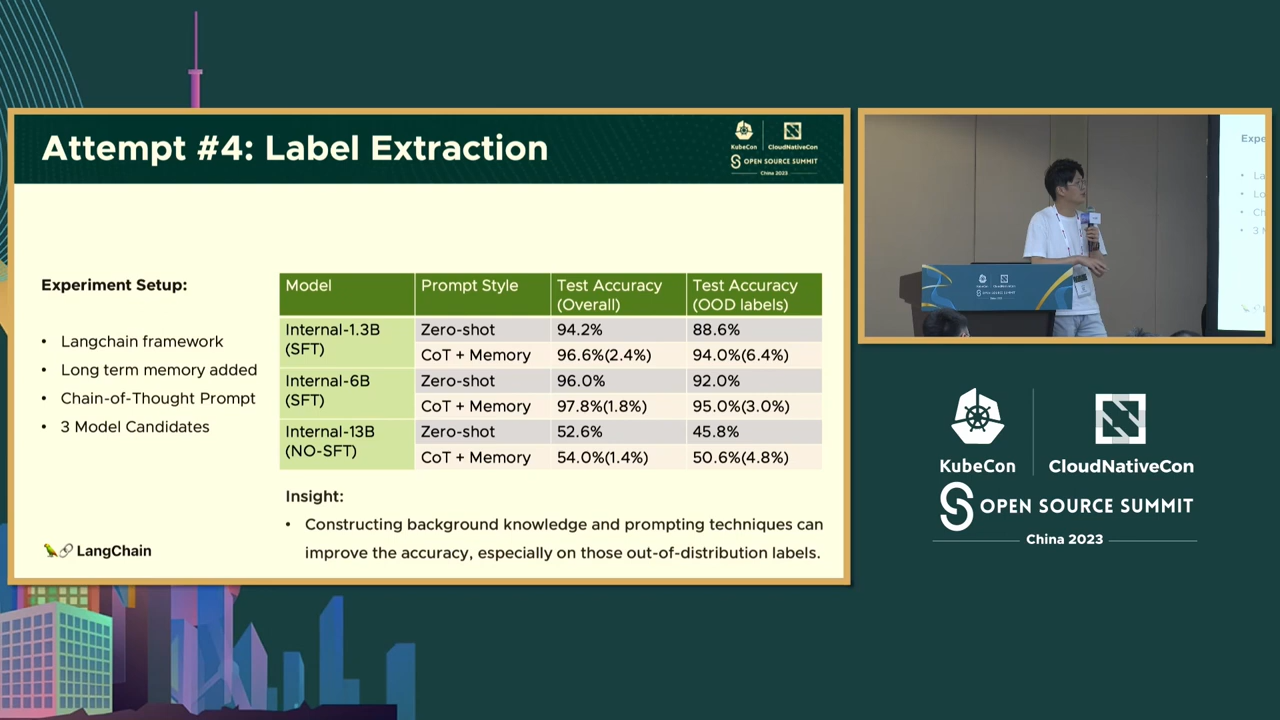 Attempt #4: Label Extraction
KubeCon
CloudNativeCon
OPEN SOURCE SUMMIT
China 2023
Experiment Setup:
• Langchain framework
• Long term memory added
• Chain-of-Thought Prompt
• 3 Model Candidates
Model Prompt Style Test Accuracy (Overall) Test Accuracy (OOD labels)
Internal-1.3B (SFT) Zero-shot 94.2% 88.6%
CoT + Memory 96.6%(2.4%) 94.0%(6.4%)
Internal-6B (SFT) Zero-shot 96.0% 92.0%
CoT + Memory 97.8%(1.8%) 95.0%(3.0%)
Internal-13B (NO-SFT) Zero-shot 52.6% 45.8%
CoT + Memory 54.0%(1.4%) 50.6%(4.8%)
Insight:
• Constructing background knowledge and prompting techniques can
improve the accuracy, especially on those out-of-distribution labels.
LangChain
Expe
• La
• Lo
• Ch
• 3 M
KubeCon
CloudNativeCon
OPEN SOURCE SUMMIT
China 2023